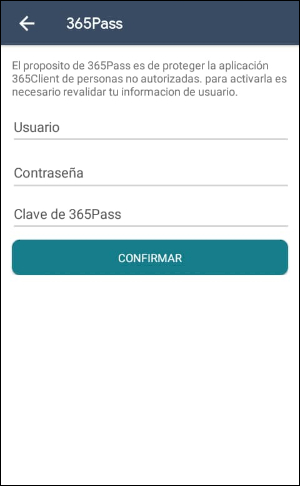 365Pass
El proposito de 365Pass es de proteger la aplicación
365Client de personas no autorizadas. para activarla es
necesario revalidar tu informacion de usuario.
Usuario
Contraseña
Clave de 365Pass
CONFIRMAR